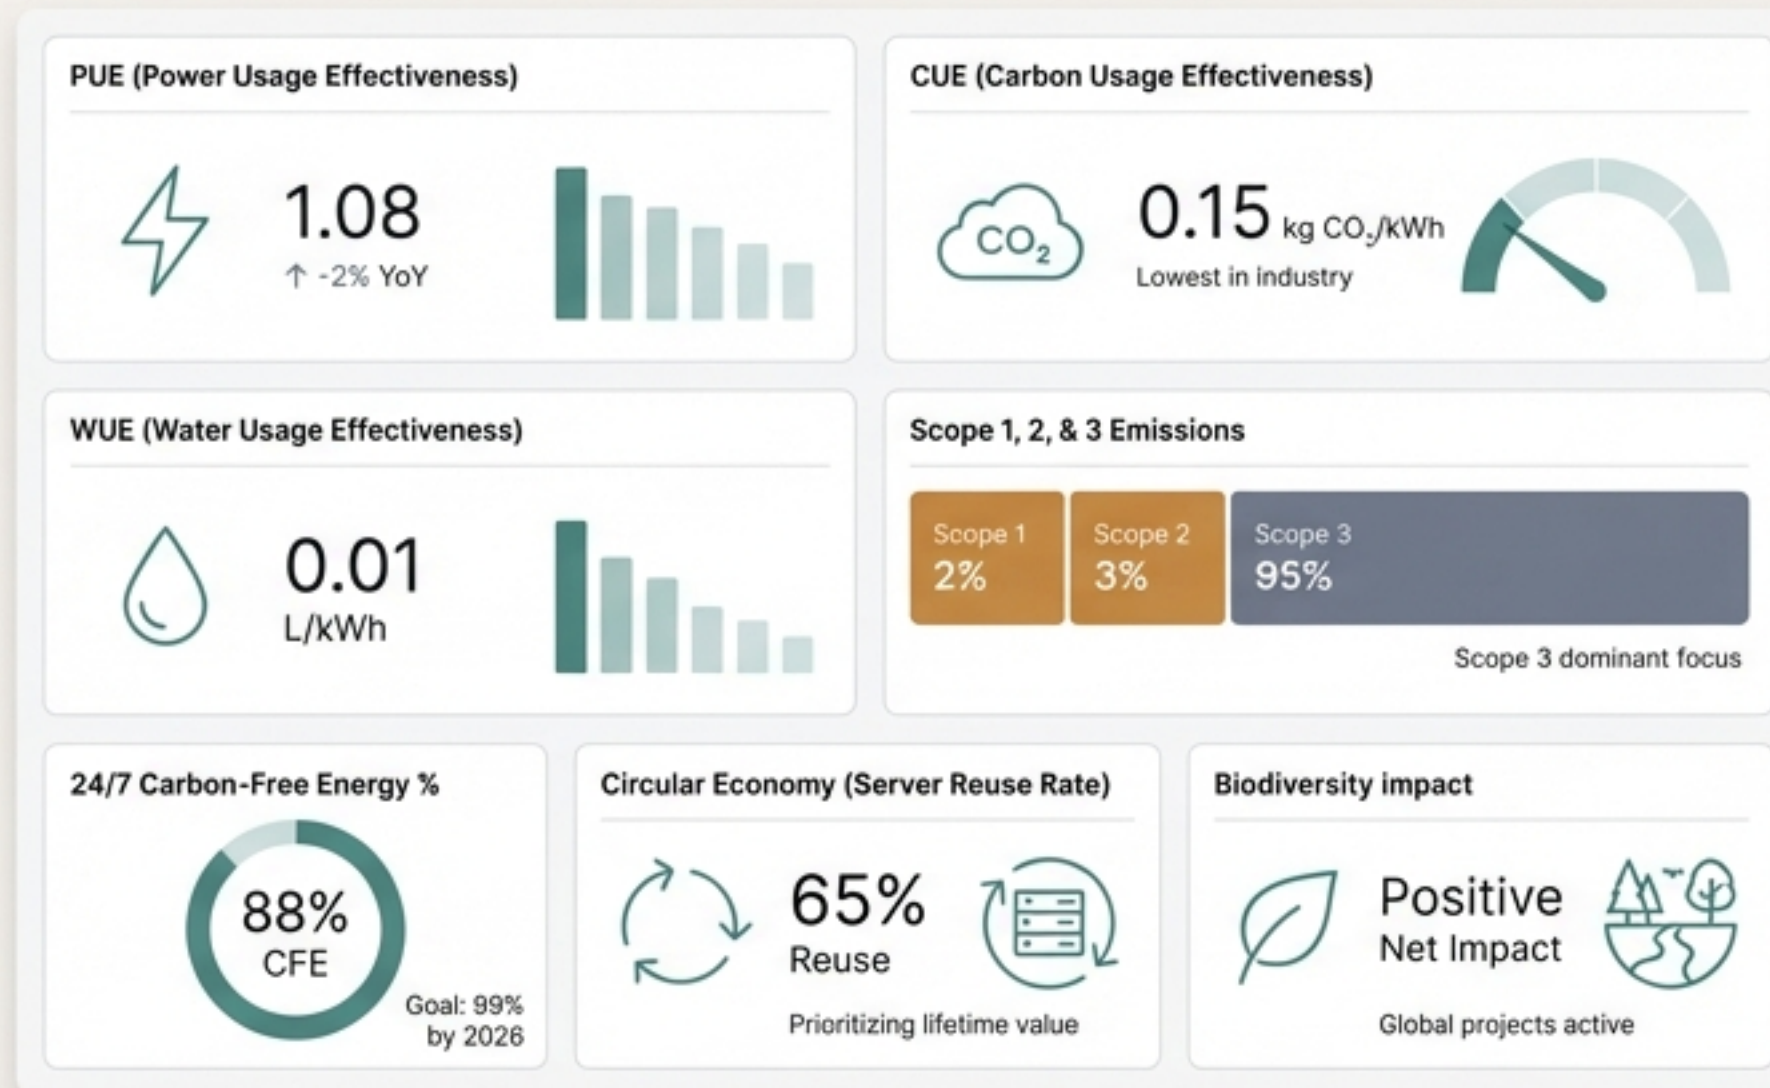 PUE (Power Usage Effectiveness)
1.08
↑ -2% YoY
CUE (Carbon Usage Effectiveness)
CO₂
0.15 kg CO₂/kWh
Lowest in industry
WUE (Water Usage Effectiveness)
0.01
L/kWh
Scope 1, 2, & 3 Emissions
Scope 1
2%
Scope 2
3%
Scope 3
95%
Scope 3 dominant focus
24/7 Carbon-Free Energy %
88%
CFE
Goal: 99%
by 2026
Circular Economy (Server Reuse Rate)
65%
Reuse
Prioritizing lifetime value
Biodiversity impact
Positive
Net Impact
Global projects active